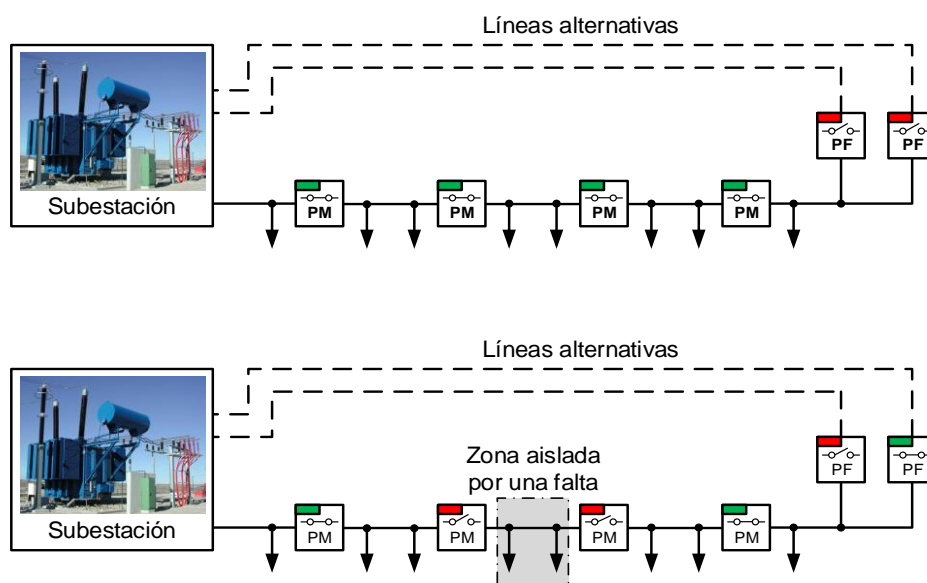 Líneas alternativas
PF PF
PM PM PM PM
Subestación
Líneas alternativas
PF PF
Zona aislada
por una falta
PM PM PM PM
Subestación